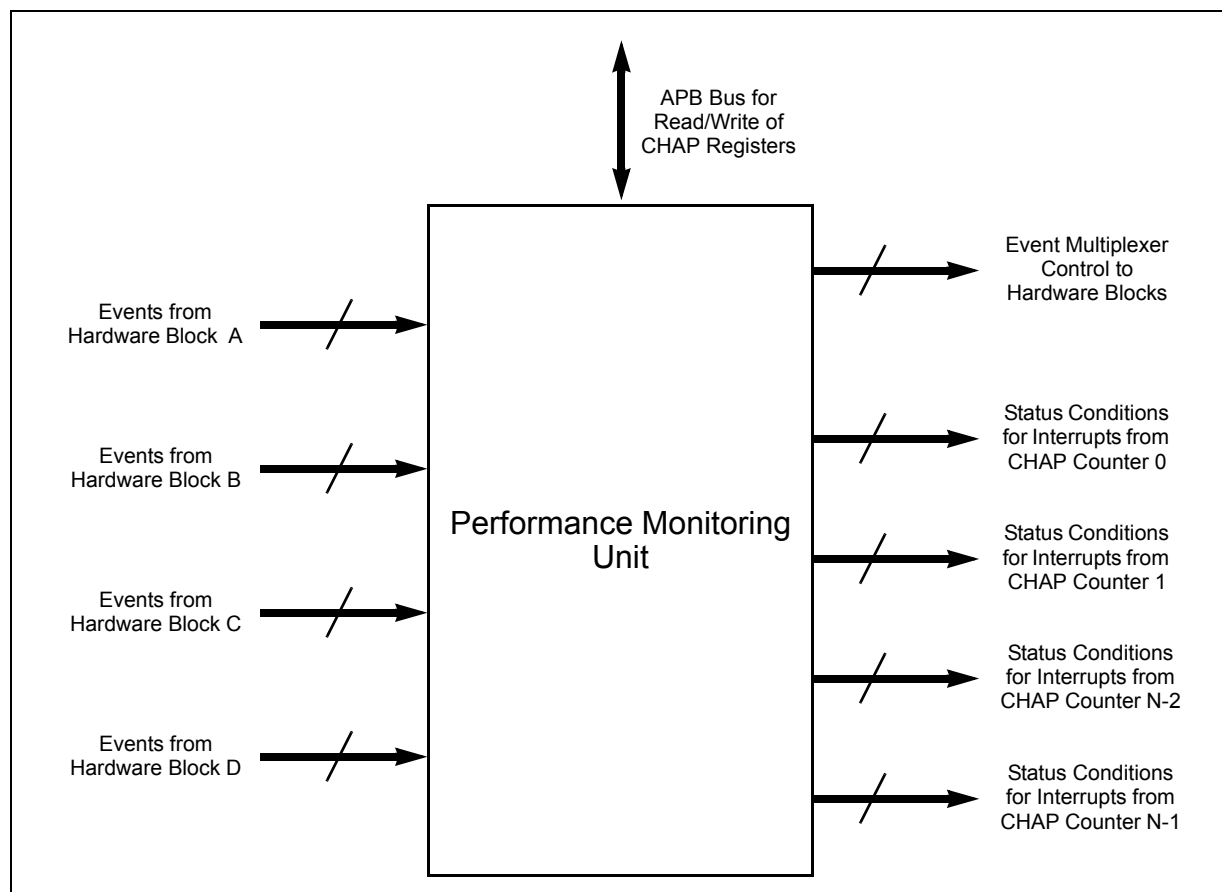 APB Bus for
Read/Write of
CHAP Registers
Event Multiplexer
Control to
Hardware Blocks
Events from
Hardware Block A
Status Conditions
for Interrupts from
CHAP Counter 0
Events from
Hardware Block B
Performance Monitoring
Unit
Status Conditions
for Interrupts from
CHAP Counter 1
Events from
Hardware Block C
Status Conditions
for Interrupts from
CHAP Counter N-2
Events from
Hardware Block D
Status Conditions
for Interrupts from
CHAP Counter N-1